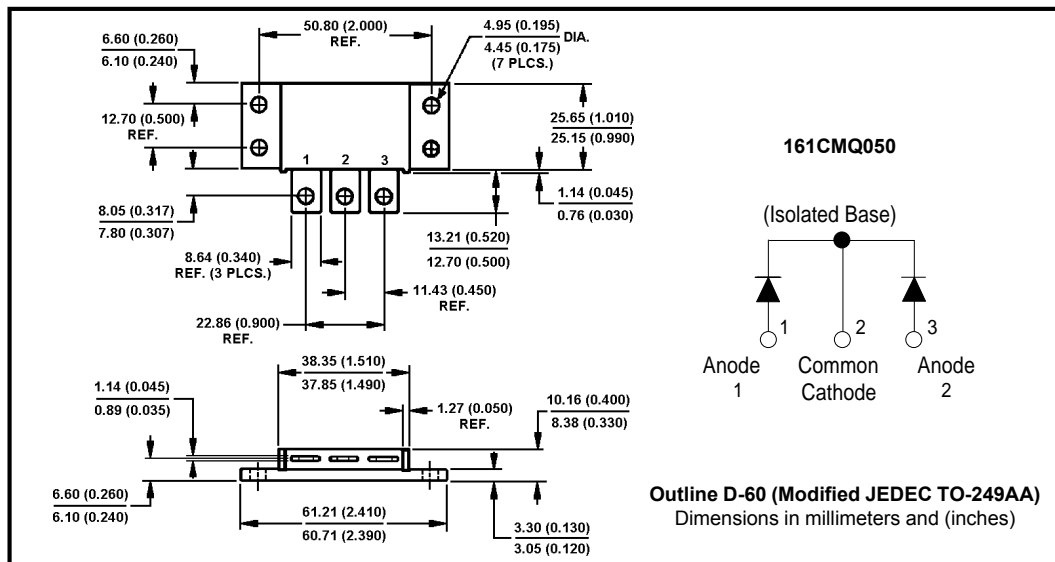 50.80 (2.000)
REF.
4.95 (0.195)
4.45 (0.175)
DIA.
(7 PLCS.)
6.60 (0.260)
6.10 (0.240)
12.70 (0.500)
REF.
25.65 (1.010)
25.15 (0.990)
1 2 3
8.05 (0.317)
7.80 (0.307)
1.14 (0.045)
0.76 (0.030)
13.21 (0.520)
12.70 (0.500)
8.64 (0.340)
REF. (3 PLCS.)
11.43 (0.450)
REF.
22.86 (0.900)
REF.
38.35 (1.510)
37.85 (1.490)
1.14 (0.045)
0.89 (0.035)
1.27 (0.050)
REF.
10.16 (0.400)
8.38 (0.330)
6.60 (0.260)
6.10 (0.240)
61.21 (2.410)
60.71 (2.390)
3.30 (0.130)
3.05 (0.120)
161CMQ050
(Isolated Base)
1 2 3
Anode
1
Common
Cathode
Anode
2
Outline D-60 (Modified JEDEC TO-249AA)
Dimensions in millimeters and (inches)